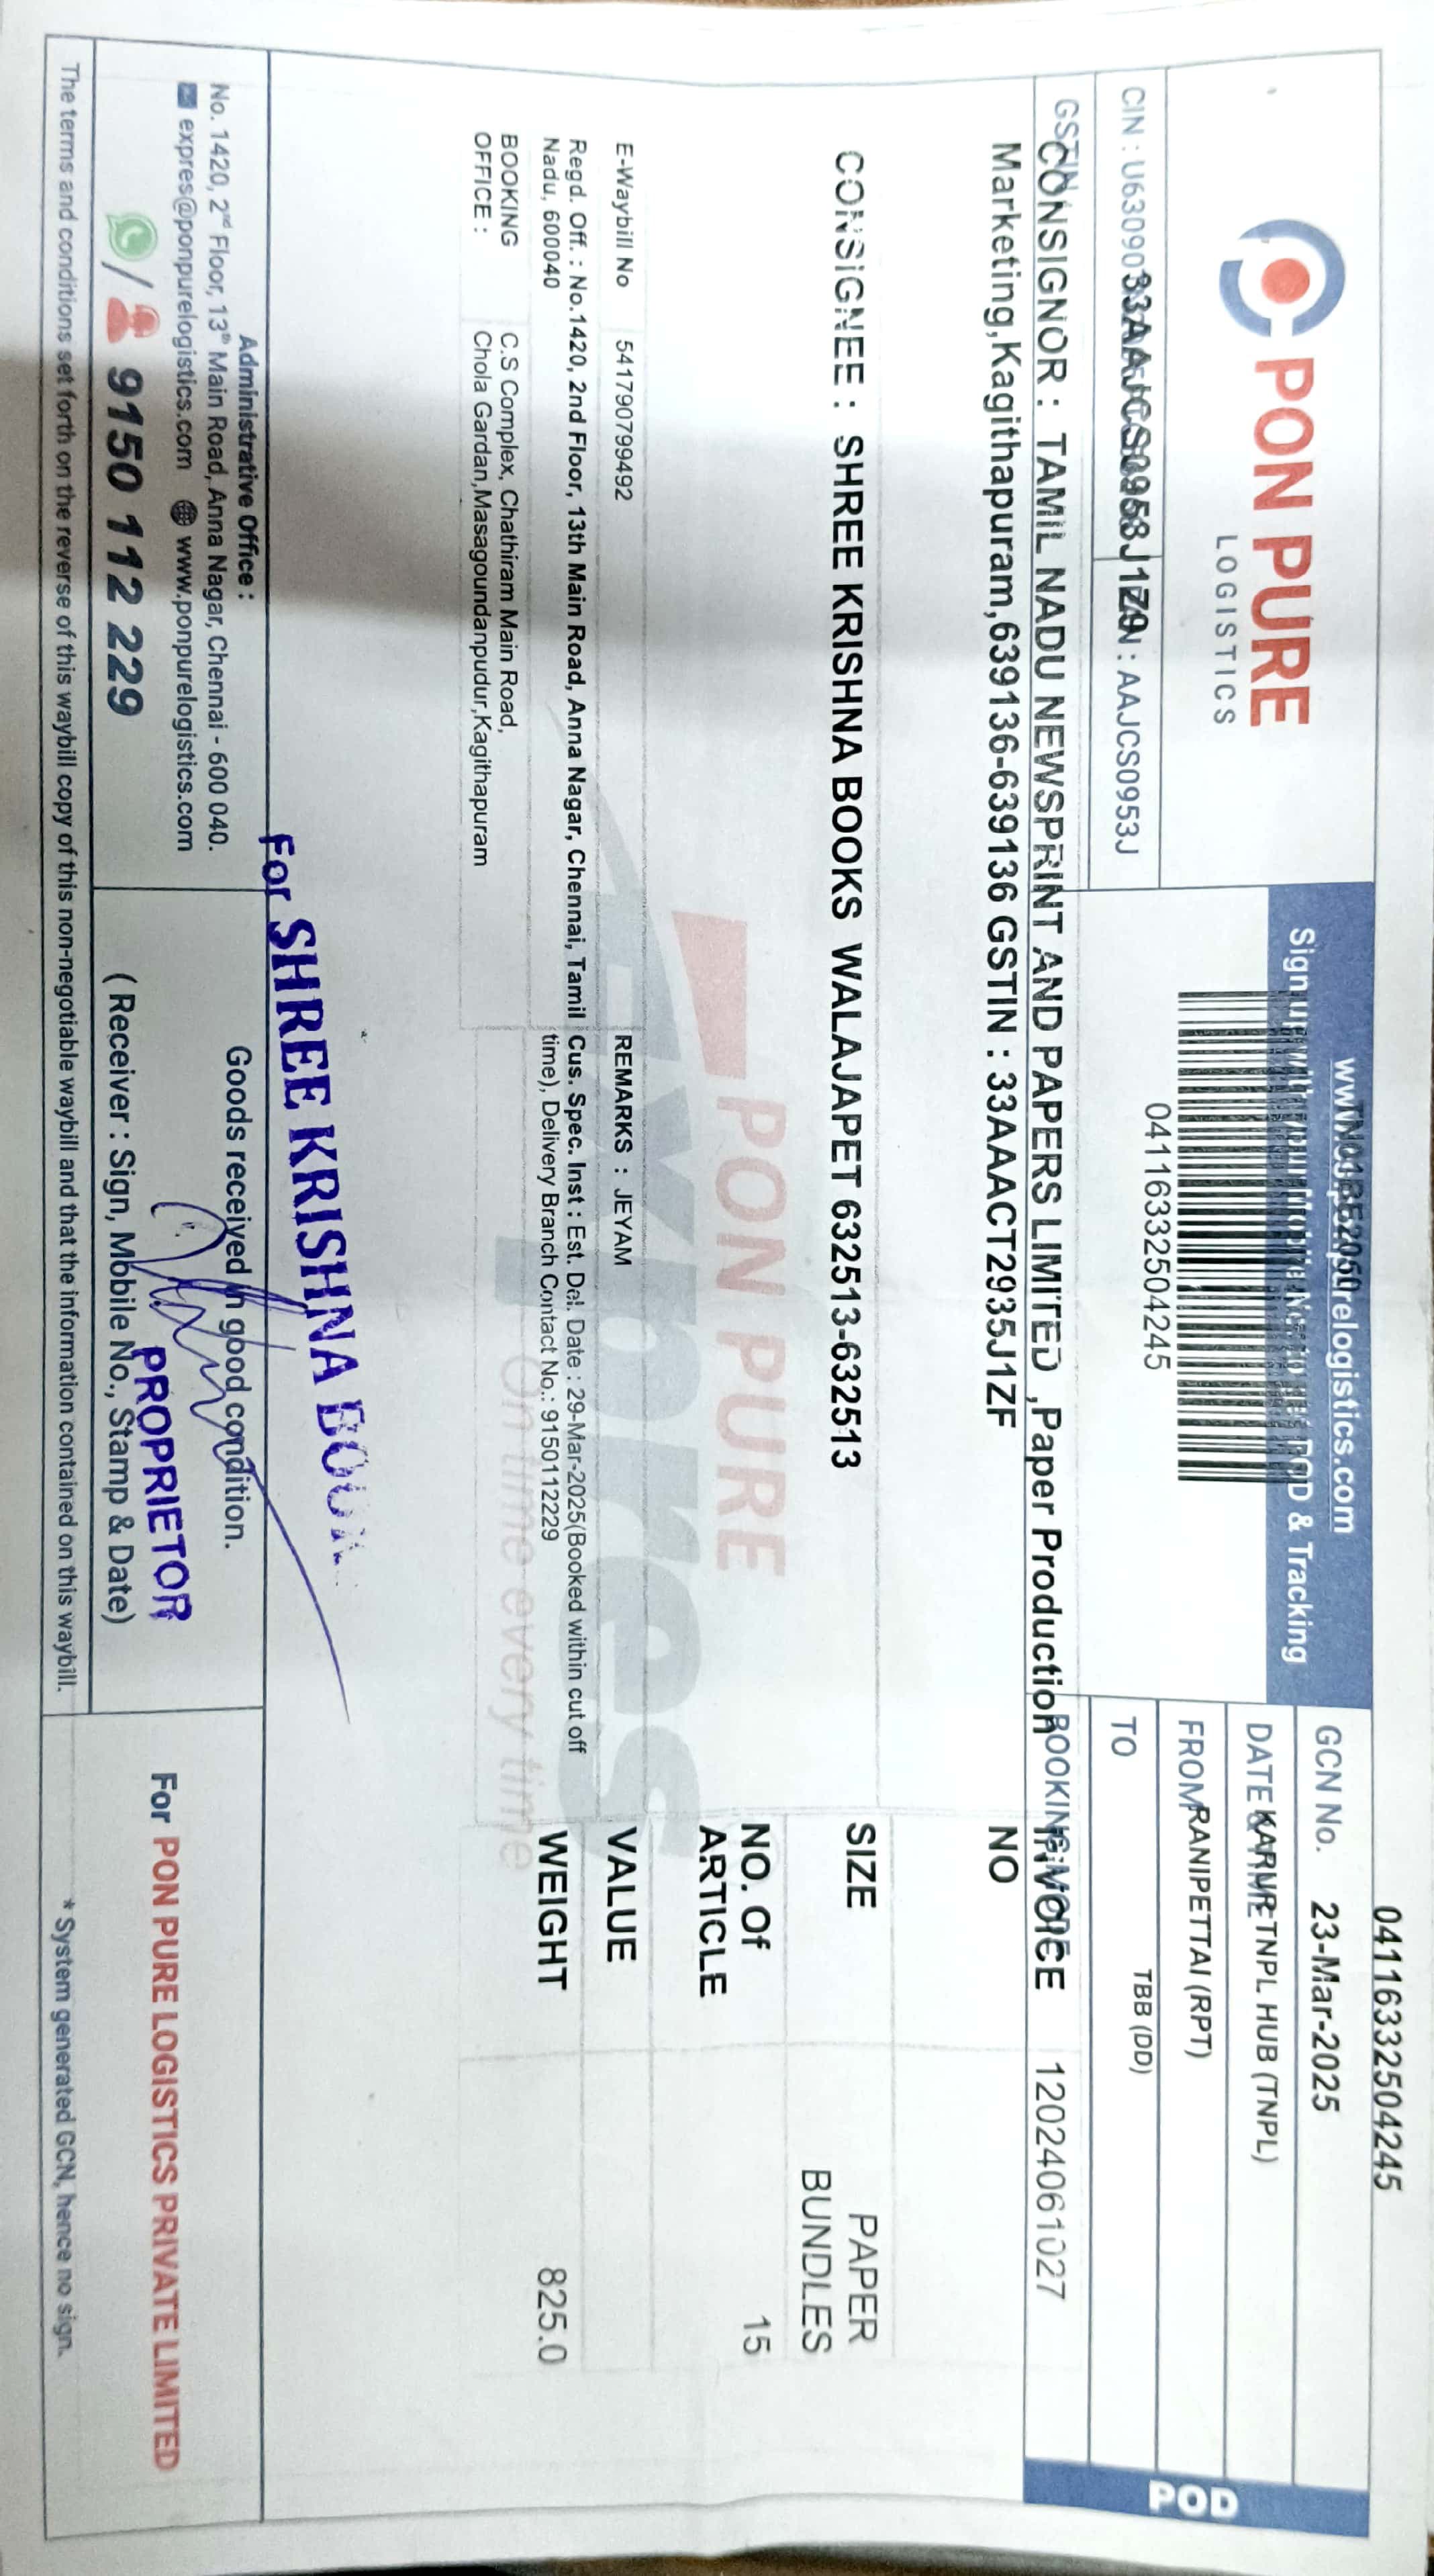 04116332504245
PON PURE
LOGISTICS
www.ponpurelogistics.com
TN01BE2050
Tracking
GCN No. 23-Mar-2025
DATE KARUR TNPL HUB (TNPL)
FROM RANIPETTAI (RPT)
TO TBB (DD)
POD
04116332504245
CIN : U63090
33AAJCS0953J1Z9
: AAJCS0953J
GSTIN
CONSIGNOR : TAMIL NADU NEWSPRINT AND PAPERS LIMITED ,Paper Production
Marketing,Kagithapuram,639136-639136 GSTIN : 33AAACT2935J1ZF
INVOICE NO 12024061027
CONSIGNEE : SHREE KRISHNA BOOKS WALAJAPET 632513-632513
SIZE PAPER BUNDLES
NO. Of ARTICLE 15
PON PURE
Expres
On time every time
E-Waybill No 541790799492
REMARKS : JEYAM
VALUE
Regd. Off. : No.1420, 2nd Floor, 13th Main Road, Anna Nagar, Chennai, Tamil
Nadu, 600040
Cus. Spec. Inst : Est. Del. Date : 29-Mar-2025(Booked within cut off
time), Delivery Branch Contact No.: 9150112229
WEIGHT 825.0
BOOKING OFFICE : C.S Complex, Chathiram Main Road,
Chola Gardan,Masagoundanpudur,Kagithapuram
For SHREE KRISHNA
PROPRIETOR
Administrative Office :
No. 1420, 2nd Floor, 13th Main Road, Anna Nagar, Chennai - 600 040.
expres@ponpurelogistics.com www.ponpurelogistics.com
/ 9150 112 229
Goods received in good condition.
( Receiver : Sign, Mobile No., Stamp & Date)
For PON PURE LOGISTICS PRIVATE LIMITED
The terms and conditions set forth on the reverse of this waybill copy of this non-negotiable waybill and that the information contained on this waybill.
* System generated GCN, hence no sign.